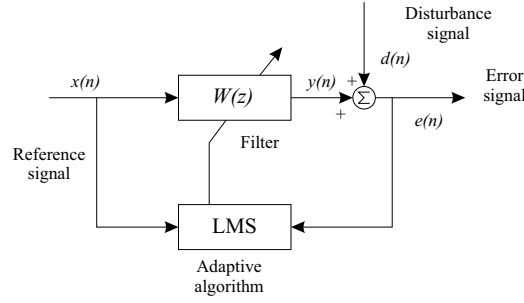 Disturbance
signal
x(n)
W(z)
y(n)
+
d(n)
Σ
+
Error
signal
e(n)
Filter
Reference
signal
LMS
Adaptive
algorithm